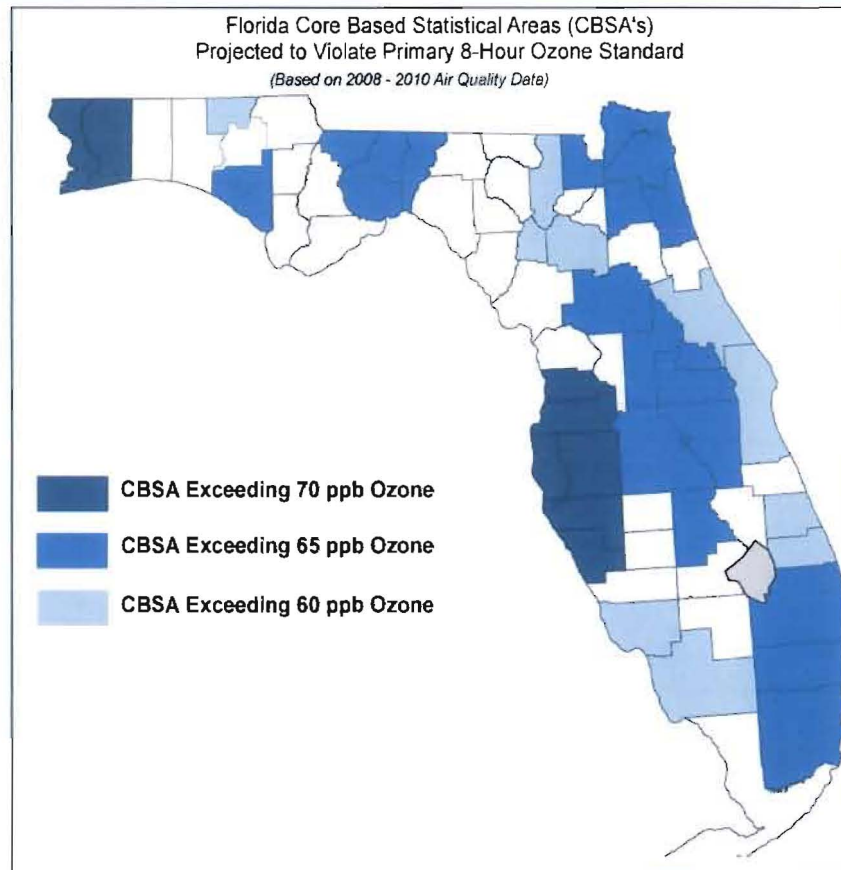 Florida Core Based Statistical Areas (CBSA's)
Projected to Violate Primary 8-Hour Ozone Standard
(Based on 2008 - 2010 Air Quality Data)
CBSA Exceeding 70 ppb Ozone
CBSA Exceeding 65 ppb Ozone
CBSA Exceeding 60 ppb Ozone